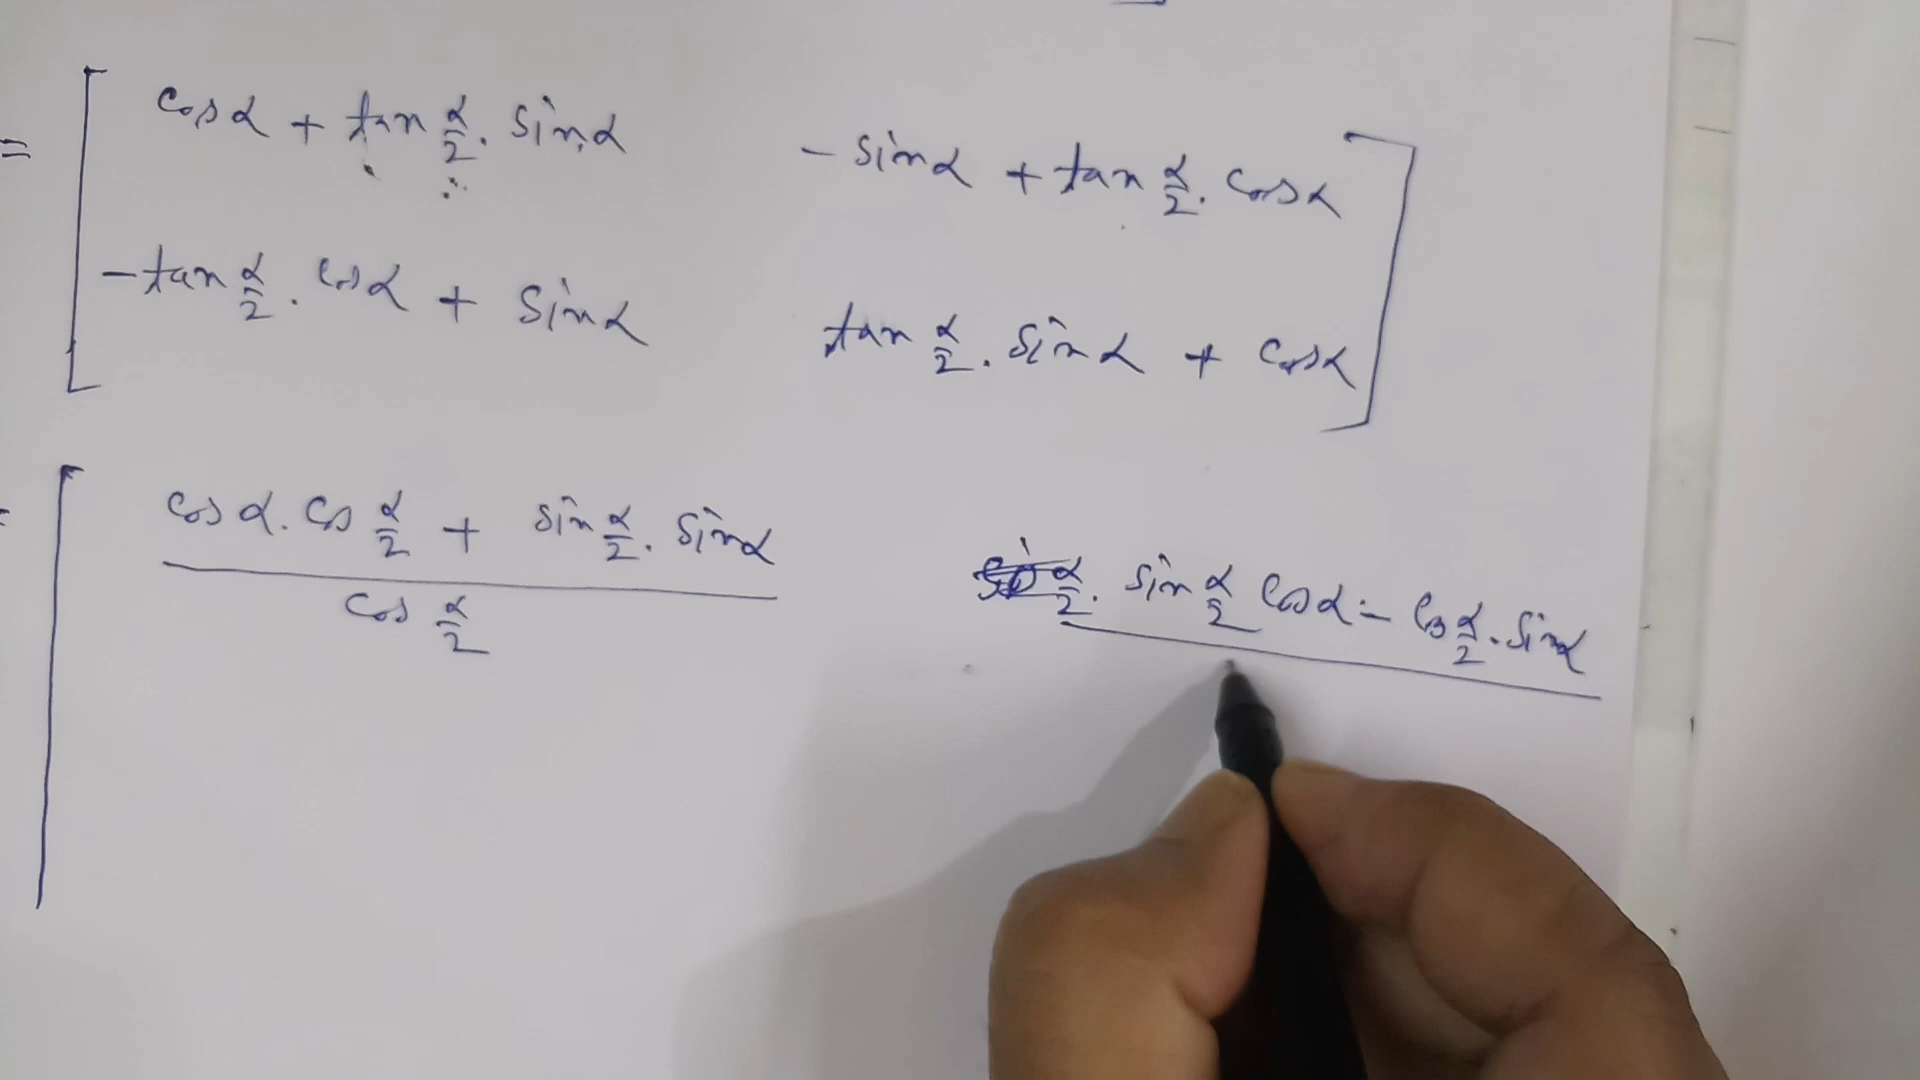 = [ cos α + tan α/2 . sin α    - sin α + tan α/2 . cos α
- tan α/2 . cos α + sin α    tan α/2 . sin α + cos α ]
= [ cos α . cos α/2 + sin α/2 . sin α / cos α/2    α/2 . sin α/2 cos α - cos α/2 . sin α